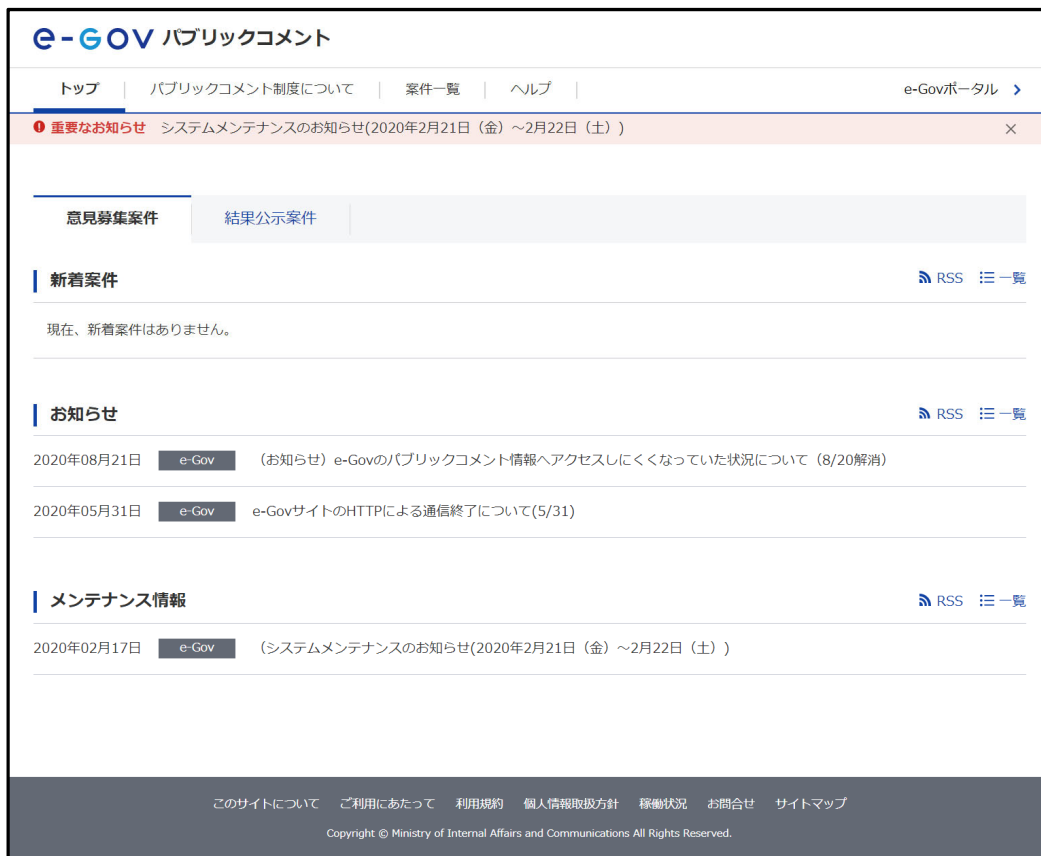 e-GOV パブリックコメント
トップ パブリックコメント制度について 案件一覧 ヘルプ e-Govポータル
重要なお知らせ システムメンテナンスのお知らせ(2020年2月21日（金）～2月22日（土）)
意見募集案件 結果公示案件
新着案件 RSS 一覧
現在、新着案件はありません。
お知らせ RSS 一覧
2020年08月21日 e-Gov （お知らせ）e-Govのパブリックコメント情報へアクセスしにくくなっていた状況について（8/20解消）
2020年05月31日 e-Gov e-GovサイトのHTTPによる通信終了について(5/31)
メンテナンス情報 RSS 一覧
2020年02月17日 e-Gov （システムメンテナンスのお知らせ(2020年2月21日（金）～2月22日（土）)
このサイトについて ご利用にあたって 利用規約 個人情報取扱方針 稼働状況 お問合せ サイトマップ
Copyright © Ministry of Internal Affairs and Communications All Rights Reserved.